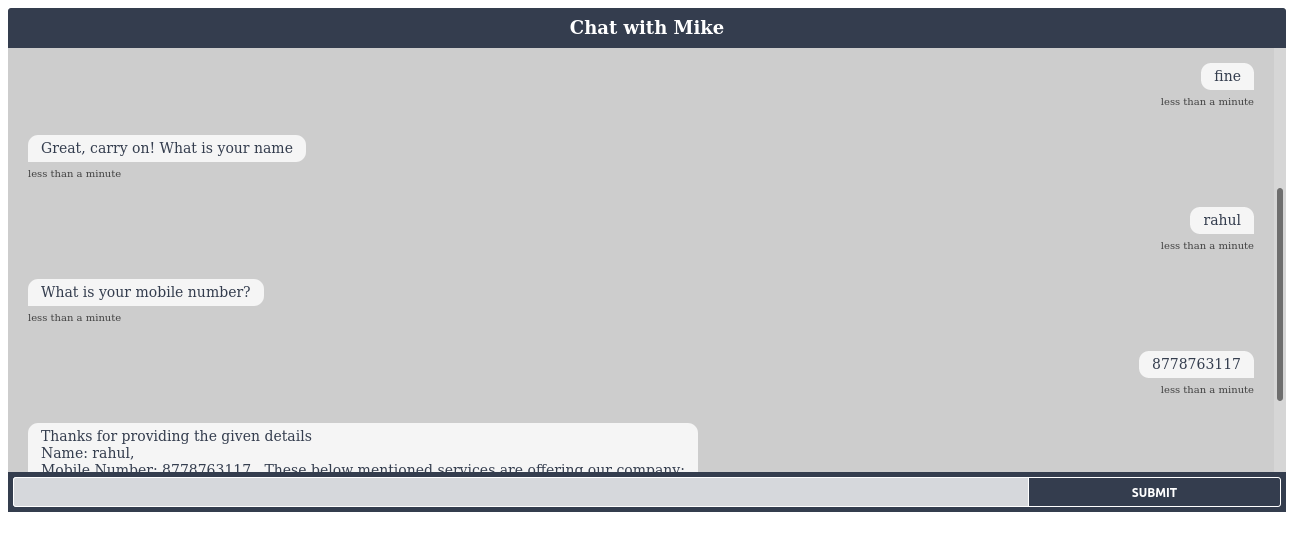 Chat with Mike
fine
less than a minute
Great, carry on! What is your name
less than a minute
rahul
less than a minute
What is your mobile number?
less than a minute
8778763117
less than a minute
Thanks for providing the given details
Name: rahul,
Mobile Number: 8778763117 These below mentioned services are offering our company:
SUBMIT